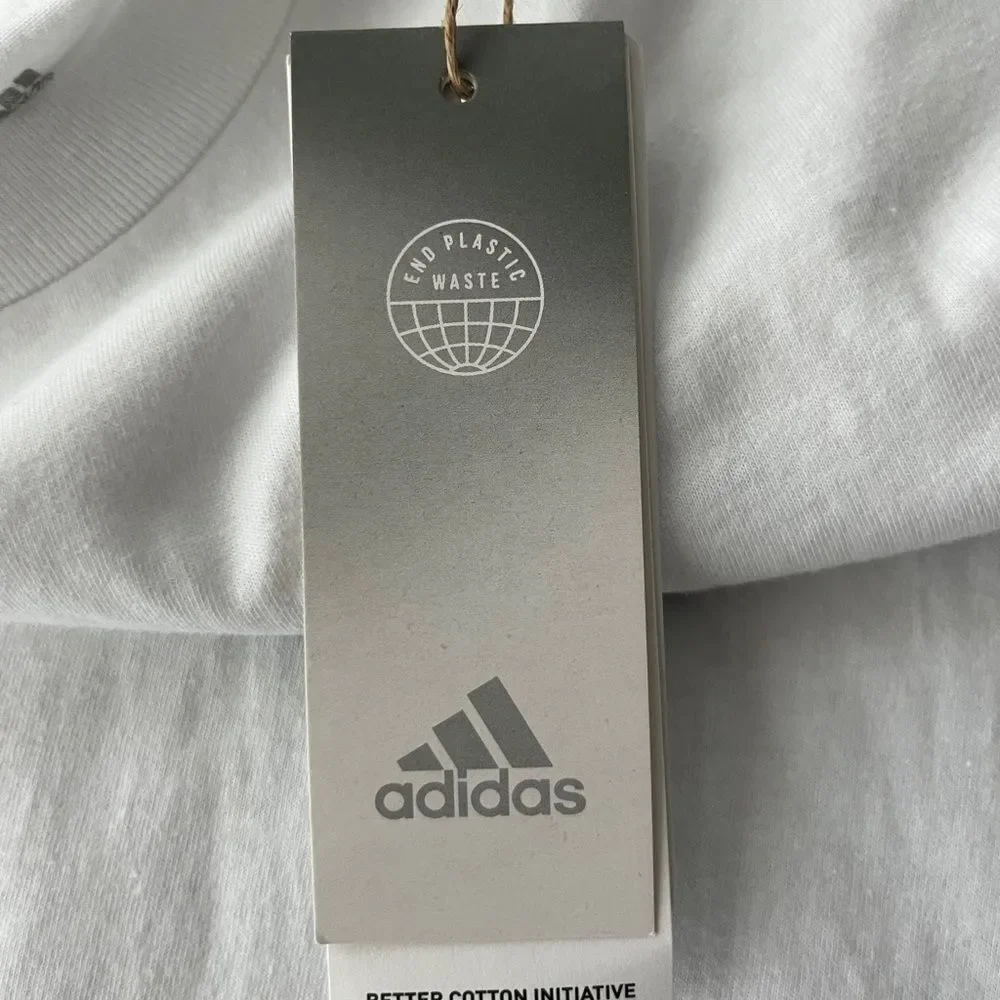 END PLASTIC
WASTE
adidas
BETTER COTTON INITIATIVE